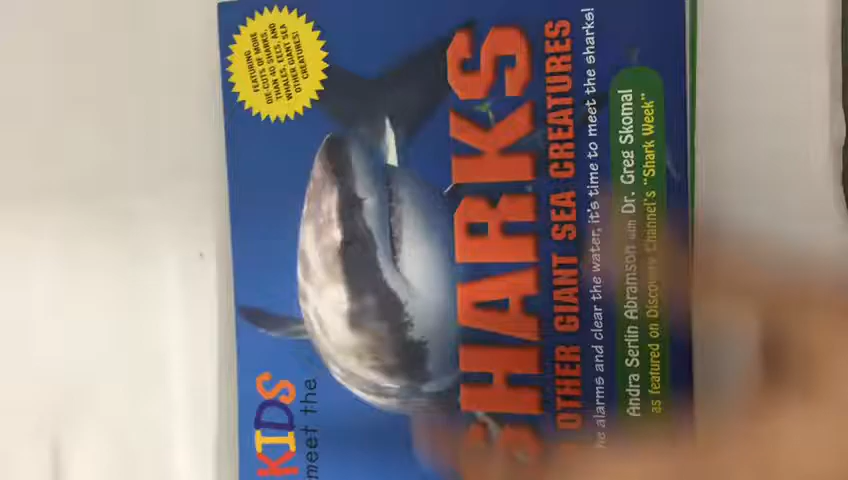 KIDS
meet the
FEATURING
DIE-CUTS OF MORE
THAN 40 SHARKS,
WHALES, EELS, AND
OTHER GIANT SEA
CREATURES!
SHARKS
OTHER GIANT SEA CREATURES
alarms and clear the water, it's time to meet the sharks!
Andra Serlin Abramson with Dr. Greg Skomal
as featured on Discovery Channel's "Shark Week"